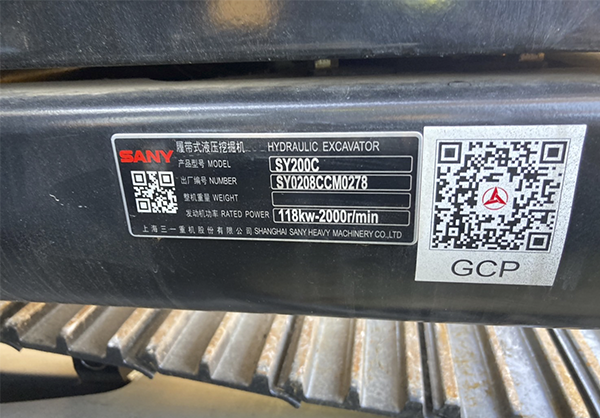 SANY 履带式液压挖掘机 HYDRAULIC EXCAVATOR
产品型号 MODEL SY200C
出厂编号 NUMBER SY0208CCM0278
整机重量 WEIGHT
发动机功率 RATED POWER 118kw-2000r/min
上海三一重机股份有限公司 SHANGHAI SANY HEAVY MACHINERY CO.,LTD
GCP